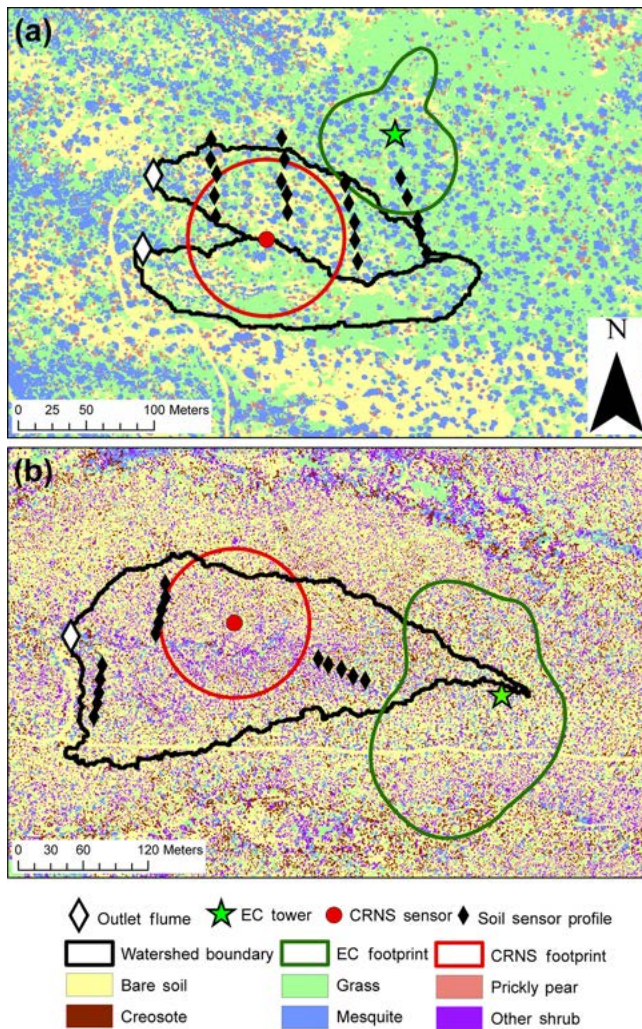 (a)
N
0 25 50 100 Meters
(b)
0 30 60 120 Meters
Outlet flume EC tower CRNS sensor Soil sensor profile
Watershed boundary EC footprint CRNS footprint
Bare soil Grass Prickly pear
Creosote Mesquite Other shrub